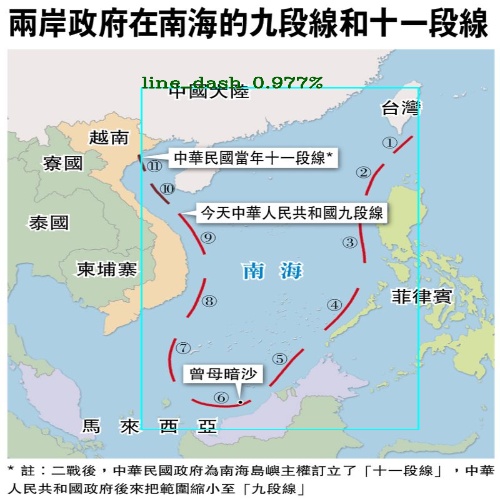 兩岸政府在南海的九段線和十一段線
line_dash 0.977%
中國大陸
台灣
①
越南
中華民國當年十一段線*
寮國
⑪
②
⑩
今天中華人民共和國九段線
泰國
⑨
③
南海
柬埔寨
菲律賓
⑧
④
⑦
⑤
曾母暗沙
⑥
馬來西亞
* 註：二戰後，中華民國政府為南海島嶼主權訂立了「十一段線」，中華
人民共和國政府後來把範圍縮小至「九段線」